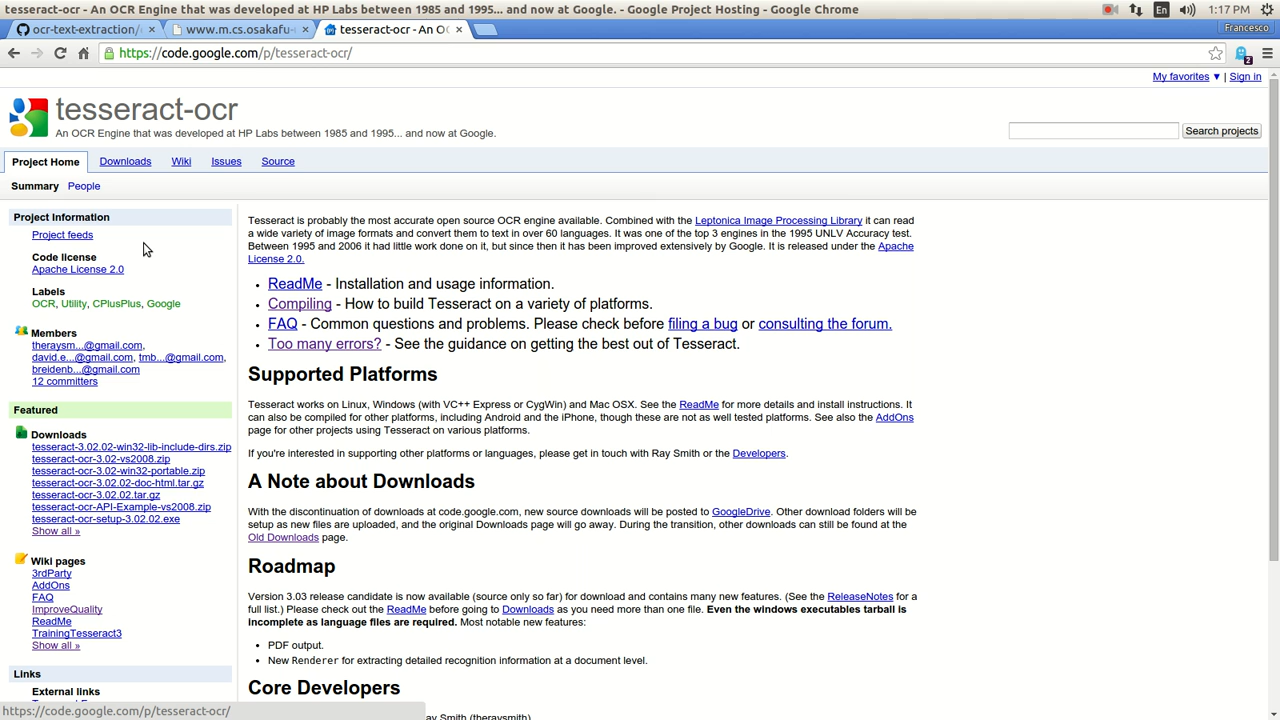 tesseract-ocr - An OCR Engine that was developed at HP Labs between 1985 and 1995... and now at Google. - Google Project Hosting - Google Chrome
En
1:17 PM
ocr-text-extraction/
www.m.cs.osakafu-
tesseract-ocr - An OC
Francesco
https://code.google.com/p/tesseract-ocr/
2
My favorites ▼ | Sign in
tesseract-ocr
An OCR Engine that was developed at HP Labs between 1985 and 1995... and now at Google.
Search projects
Project Home
Downloads
Wiki
Issues
Source
Summary People
Project Information
Project feeds
Code license
Apache License 2.0
Labels
OCR, Utility, CPlusPlus, Google
Members
theraysm...@gmail.com,
david.e...@gmail.com, tmb...@gmail.com,
breidenb...@gmail.com
12 committers
Featured
Downloads
tesseract-3.02.02-win32-lib-include-dirs.zip
tesseract-ocr-3.02-vs2008.zip
tesseract-ocr-3.02-win32-portable.zip
tesseract-ocr-3.02.02-doc-html.tar.gz
tesseract-ocr-3.02.02.tar.gz
tesseract-ocr-API-Example-vs2008.zip
tesseract-ocr-setup-3.02.02.exe
Show all »
Wiki pages
3rdParty
AddOns
FAQ
ImproveQuality
ReadMe
TrainingTesseract3
Show all »
Links
External links
https://code.google.com/p/tesseract-ocr/
Tesseract is probably the most accurate open source OCR engine available. Combined with the Leptonica Image Processing Library it can read
a wide variety of image formats and convert them to text in over 60 languages. It was one of the top 3 engines in the 1995 UNLV Accuracy test.
Between 1995 and 2006 it had little work done on it, but since then it has been improved extensively by Google. It is released under the Apache
License 2.0.
• ReadMe - Installation and usage information.
• Compiling - How to build Tesseract on a variety of platforms.
• FAQ - Common questions and problems. Please check before filing a bug or consulting the forum.
• Too many errors? - See the guidance on getting the best out of Tesseract.
Supported Platforms
Tesseract works on Linux, Windows (with VC++ Express or CygWin) and Mac OSX. See the ReadMe for more details and install instructions. It
can also be compiled for other platforms, including Android and the iPhone, though these are not as well tested platforms. See also the AddOns
page for other projects using Tesseract on various platforms.
If you're interested in supporting other platforms or languages, please get in touch with Ray Smith or the Developers.
A Note about Downloads
With the discontinuation of downloads at code.google.com, new source downloads will be posted to GoogleDrive. Other download folders will be
setup as new files are uploaded, and the original Downloads page will go away. During the transition, other downloads can still be found at the
Old Downloads page.
Roadmap
Version 3.03 release candidate is now available (source only so far) for download and contains many new features. (See the ReleaseNotes for a
full list.) Please check out the ReadMe before going to Downloads as you need more than one file. Even the windows executables tarball is
incomplete as language files are required. Most notable new features:
• PDF output.
• New Renderer for extracting detailed recognition information at a document level.
Core Developers
ay Smith (theraysmith)